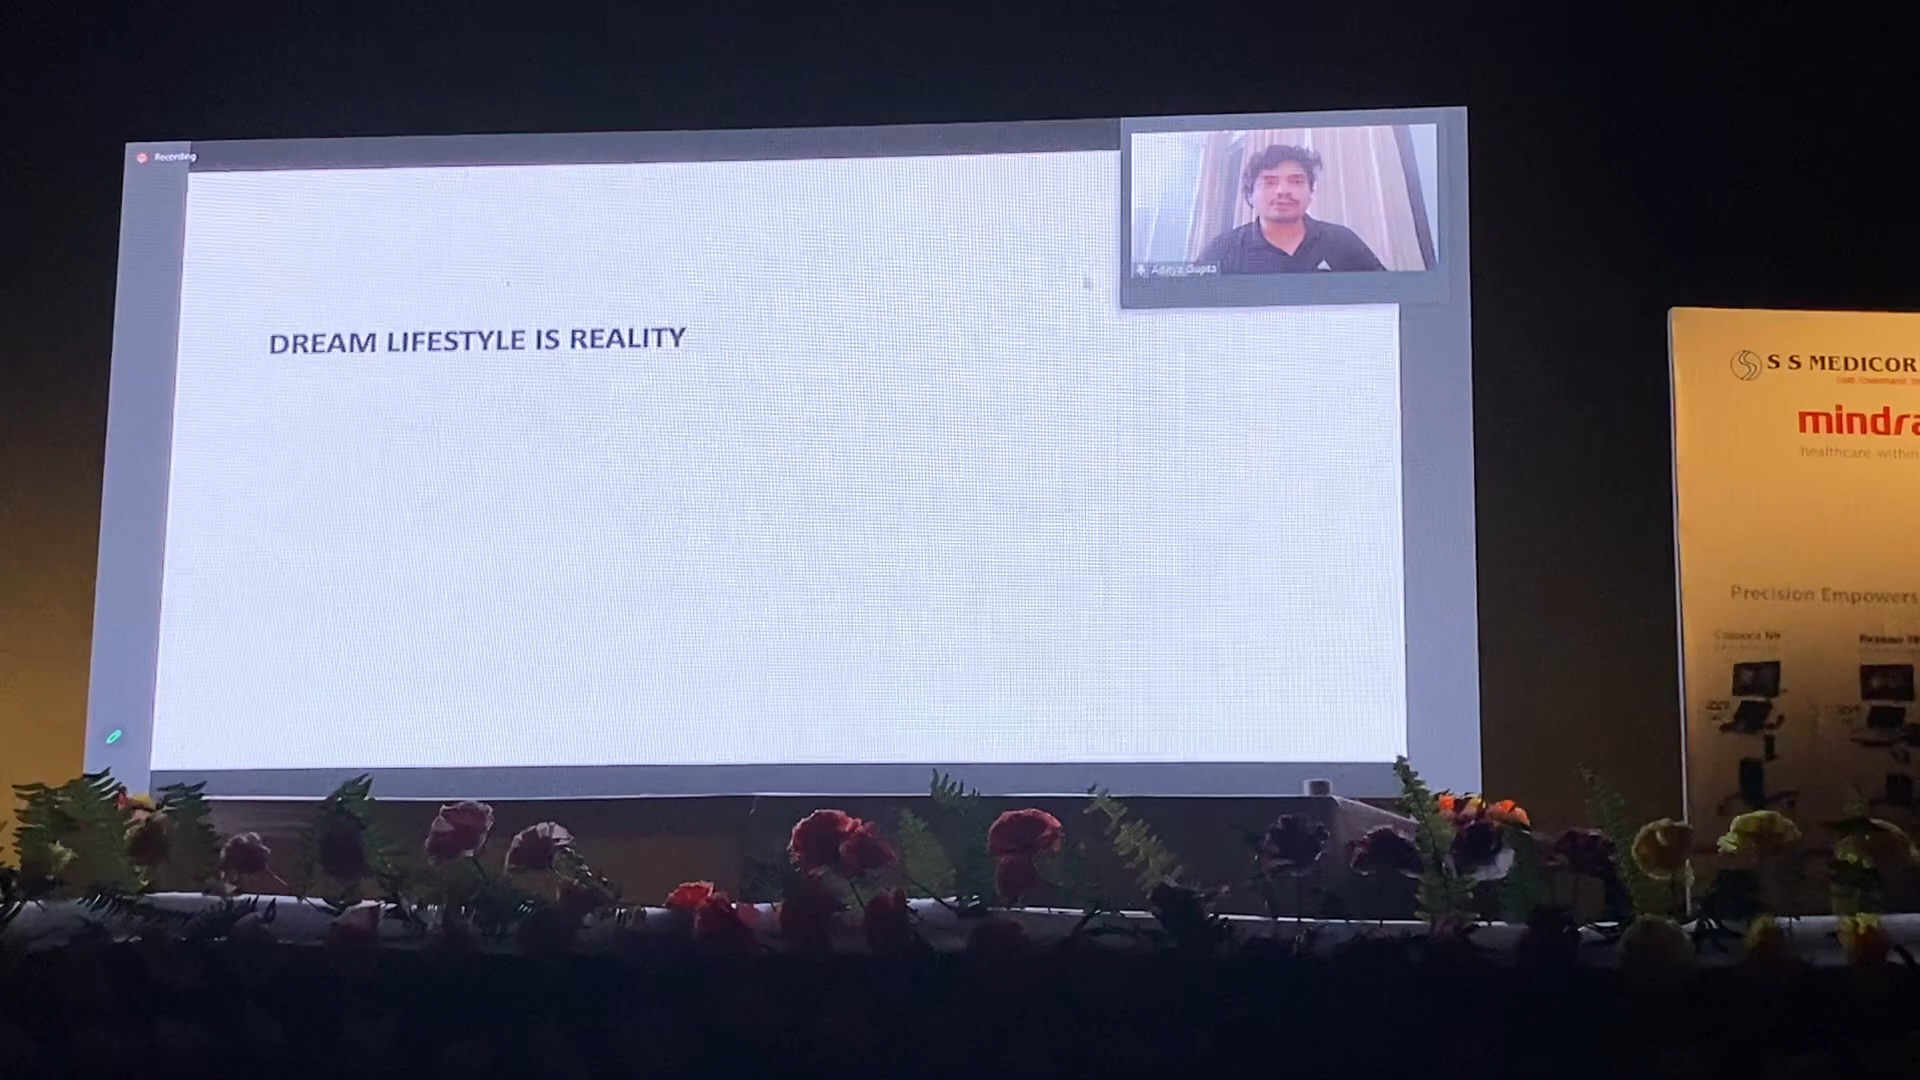 Recording
Aditya Gupta
DREAM LIFESTYLE IS REALITY
S S MEDICOR
mindra
healthcare within
Precision Empowers